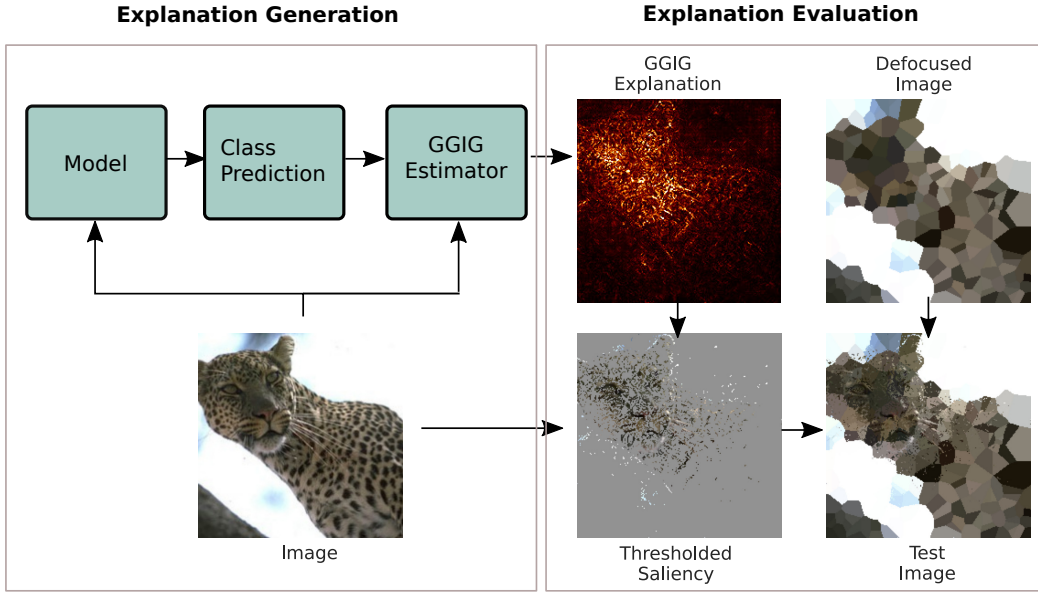 Explanation Generation
Explanation Evaluation
GGIG
Explanation
Defocused
Image
Model
Class
Prediction
GGIG
Estimator
Image
Thresholded
Saliency
Test
Image